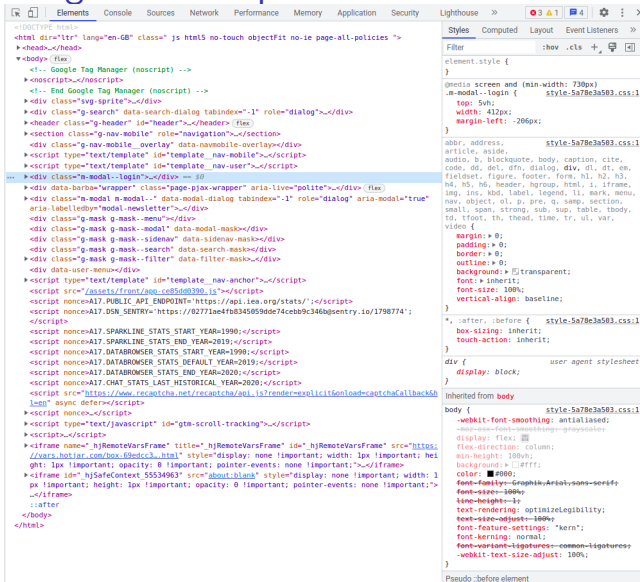 Elements Console Sources Network Performance Memory Application Security Lighthouse » 3 1 4
<!DOCTYPE html>
<html dir="ltr" lang="en-GB" class=" js html5 no-touch objectFit no-ie page-all-policies ">
<head>…</head>
<body> flex
<!-- Google Tag Manager (noscript) -->
<noscript>…</noscript>
<!-- End Google Tag Manager (noscript) -->
<div class="svg-sprite">…</div>
<div class="g-search" data-search-dialog tabindex="-1" role="dialog">…</div>
<header class="g-header" id="header">…</header> flex
<section class="g-nav-mobile" role="navigation">…</section>
<div class="g-nav-mobile__overlay" data-navmobile-overlay></div>
<script type="text/template" id="template__nav-mobile">…</script>
<script type="text/template" id="template__nav-user">…</script>
… <div class="m-modal--login">…</div> == $0
<div data-barba="wrapper" class="page-pjax-wrapper" aria-live="polite">…</div> flex
<div class="m-modal m-modal--" data-modal-dialog tabindex="-1" role="dialog" aria-modal="true"
aria-labelledby="modal-newsletter">…</div>
<div class="g-mask g-mask--menu"></div>
<div class="g-mask g-mask--modal" data-modal-mask></div>
<div class="g-mask g-mask--sidenav" data-sidenav-mask></div>
<div class="g-mask g-mask--search" data-search-mask></div>
<div class="g-mask g-mask--filter" data-filter-mask>…</div>
<div data-user-menu></div>
<script type="text/template" id="template__nav-anchor">…</script>
<script src="/assets/front/app-ce85dd0390.js"></script>
<script nonce>A17.PUBLIC_API_ENDPOINT='https://api.iea.org/stats/';</script>
<script nonce>A17.DSN_SENTRY='https://02771ae4fb8345059dde74cebb9c346b@sentry.io/1798774';
</script>
<script nonce>A17.SPARKLINE_STATS_START_YEAR=1990;</script>
<script nonce>A17.SPARKLINE_STATS_END_YEAR=2019;</script>
<script nonce>A17.DATABROWSER_STATS_START_YEAR=1990;</script>
<script nonce>A17.DATABROWSER_STATS_DEFAULT_YEAR=2019;</script>
<script nonce>A17.DATABROWSER_STATS_END_YEAR=2020;</script>
<script nonce>A17.CHAT_STATS_LAST_HISTORICAL_YEAR=2020;</script>
<script src="https://www.recaptcha.net/recaptcha/api.js?render=explicit&onload=captchaCallback&h
l=en" async defer></script>
<script nonce>…</script>
<script type="text/javascript" id="gtm-scroll-tracking">…</script>
<script>…</script>
<iframe name="_hjRemoteVarsFrame" title="_hjRemoteVarsFrame" id="_hjRemoteVarsFrame" src="https:
//vars.hotjar.com/box-69edcc3….html" style="display: none !important; width: 1px !important; hei
ght: 1px !important; opacity: 0 !important; pointer-events: none !important;">…</iframe>
<iframe id="_hjSafeContext_55534963" src="about:blank" style="display: none !important; width: 1
px !important; height: 1px !important; opacity: 0 !important; pointer-events: none !important;">
…</iframe>
::after
</body>
</html>
Styles Computed Layout Event Listeners »
Filter :hov .cls +
element.style {
}
@media screen and (min-width: 730px)
.m-modal--login { style-5a78e3a503.css:1
top: 5vh;
width: 412px;
margin-left: -206px;
}
abbr, address, style-5a78e3a503.css:1
article, aside,
audio, b, blockquote, body, caption, cite,
code, dd, del, dfn, dialog, div, dl, dt, em,
fieldset, figure, footer, form, h1, h2, h3,
h4, h5, h6, header, hgroup, html, i, iframe,
img, ins, kbd, label, legend, li, mark, menu,
nav, object, ol, p, pre, q, samp, section,
small, span, strong, sub, sup, table, tbody,
td, tfoot, th, thead, time, tr, ul, var,
video {
margin: 0;
padding: 0;
border: 0;
outline: 0;
background: transparent;
font: inherit;
font-size: 100%;
vertical-align: baseline;
}
*, :after, :before { style-5a78e3a503.css:1
box-sizing: inherit;
touch-action: inherit;
}
div { user agent stylesheet
display: block;
}
Inherited from body
body { style-5a78e3a503.css:1
-webkit-font-smoothing: antialiased;
-moz-osx-font-smoothing: grayscale;
display: flex;
flex-direction: column;
min-height: 100vh;
background: #fff;
color: #000;
font-family: Graphik,Arial,sans-serif;
font-size: 100%;
line-height: 1;
text-rendering: optimizeLegibility;
text-size-adjust: 100%;
font-feature-settings: "kern";
font-kerning: normal;
font-variant-ligatures: common-ligatures;
-webkit-text-size-adjust: 100%;
}
Pseudo ::before element